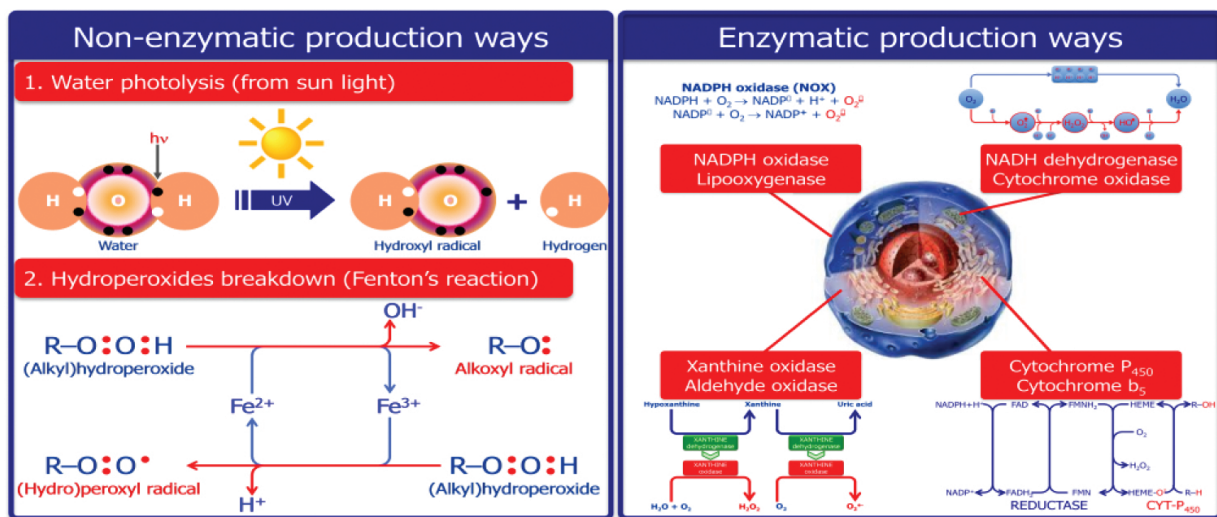 Non-enzymatic production ways
1. Water photolysis (from sun light)
hν
H
O
H
UV
H
O
+
H
Water
Hydroxyl radical
Hydrogen
2. Hydroperoxides breakdown (Fenton's reaction)
OH-
R–O:O:H
(Alkyl)hydroperoxide
R–O:
Alkoxyl radical
Fe2+
Fe3+
R–O:O•
(Hydro)peroxyl radical
H+
R–O:O:H
(Alkyl)hydroperoxide
Enzymatic production ways
NADPH oxidase (NOX)
NADPH + O2 → NADP + H+ + O2
NADP + O2 → NADP+ + O2
O2
H2O
H2O2
HO•
NADPH oxidase
Lipooxygenase
NADH dehydrogenase
Cytochrome oxidase
Xanthine oxidase
Aldehyde oxidase
Cytochrome P450
Cytochrome b5
Hypoxanthine
Xanthine
Uric acid
XANTHINE
dehydrogenase
XANTHINE
dehydrogenase
XANTHINE
oxidase
XANTHINE
oxidase
H2O + O2
H2O2
O2
O2•-
NADPH+H
FAD
FMNH2
HEME
R–OH
O2
H2O2
NADP+
FADH2
FMN
HEME-O
R–H
REDUCTASE
CYT-P450